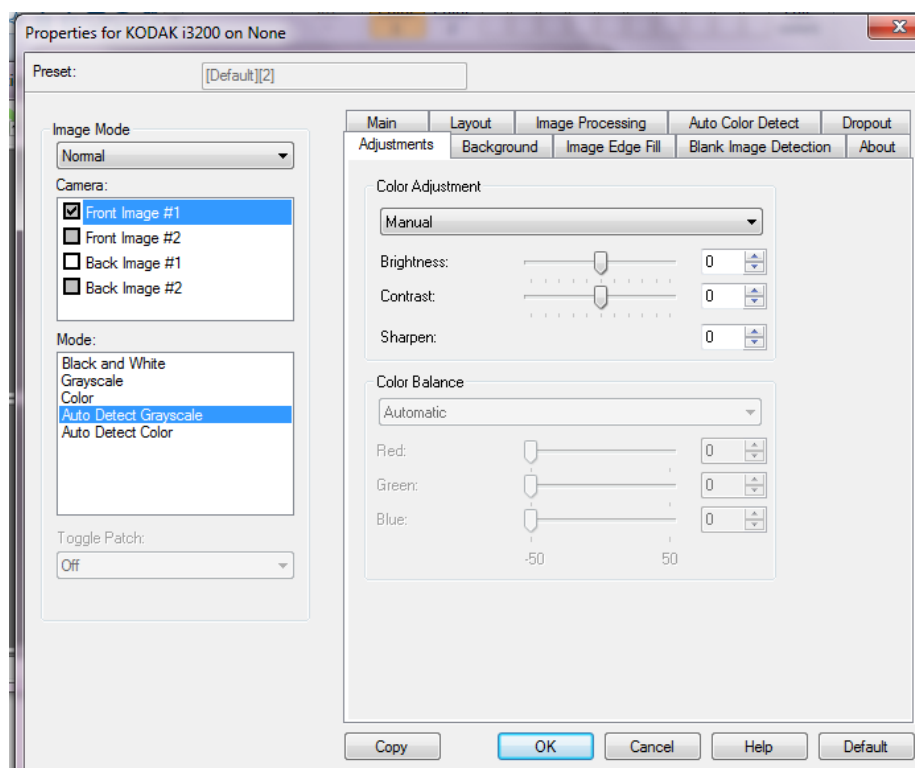 Properties for KODAK i3200 on None
Preset:
[Default][2]
Image Mode
Normal
Camera:
Front Image #1
Front Image #2
Back Image #1
Back Image #2
Mode:
Black and White
Grayscale
Color
Auto Detect Grayscale
Auto Detect Color
Toggle Patch:
Off
Main Layout Image Processing Auto Color Detect Dropout
Adjustments Background Image Edge Fill Blank Image Detection About
Color Adjustment
Manual
Brightness: 0
Contrast: 0
Sharpen: 0
Color Balance
Automatic
Red: 0
Green: 0
Blue: 0
-50 50
Copy OK Cancel Help Default